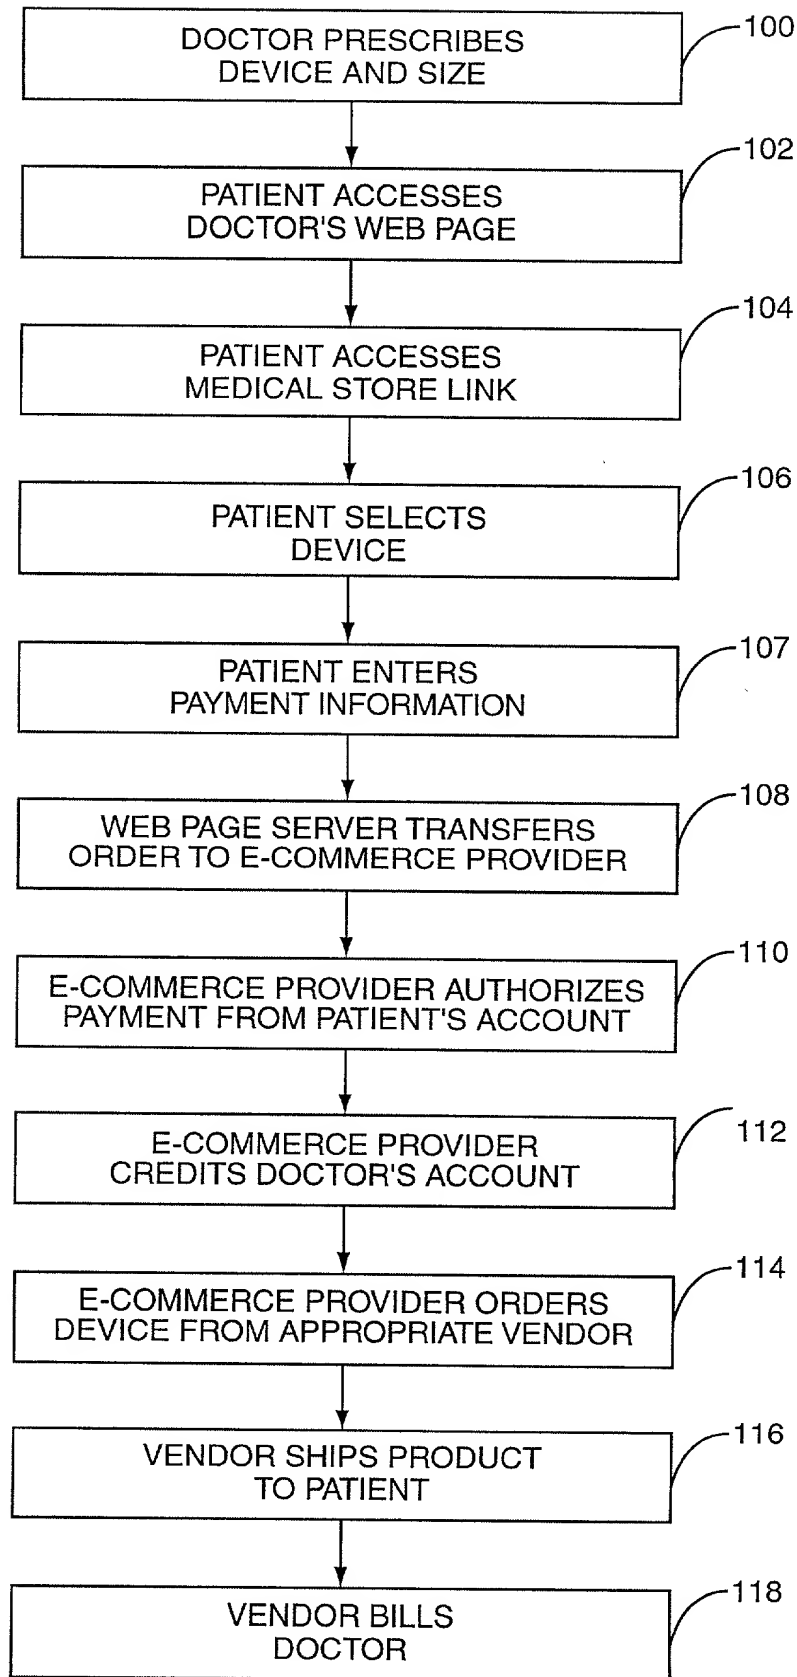 DOCTOR PRESCRIBES
DEVICE AND SIZE
100
PATIENT ACCESSES
DOCTOR'S WEB PAGE
102
PATIENT ACCESSES
MEDICAL STORE LINK
104
PATIENT SELECTS
DEVICE
106
PATIENT ENTERS
PAYMENT INFORMATION
107
WEB PAGE SERVER TRANSFERS
ORDER TO E-COMMERCE PROVIDER
108
E-COMMERCE PROVIDER AUTHORIZES
PAYMENT FROM PATIENT'S ACCOUNT
110
E-COMMERCE PROVIDER
CREDITS DOCTOR'S ACCOUNT
112
E-COMMERCE PROVIDER ORDERS
DEVICE FROM APPROPRIATE VENDOR
114
VENDOR SHIPS PRODUCT
TO PATIENT
116
VENDOR BILLS
DOCTOR
118